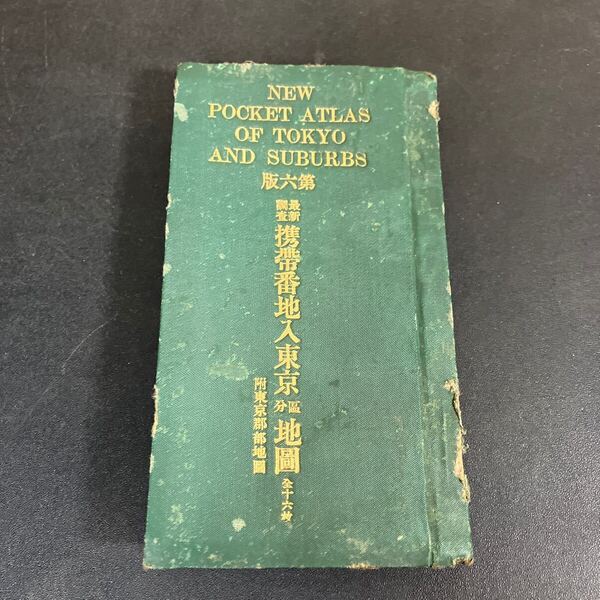 NEW
POCKET ATLAS
OF TOKYO
AND SUBURBS
版六第
最新
調査
携帶番地入東京
區分
地圖
全十六枚
附東京郡部地圖